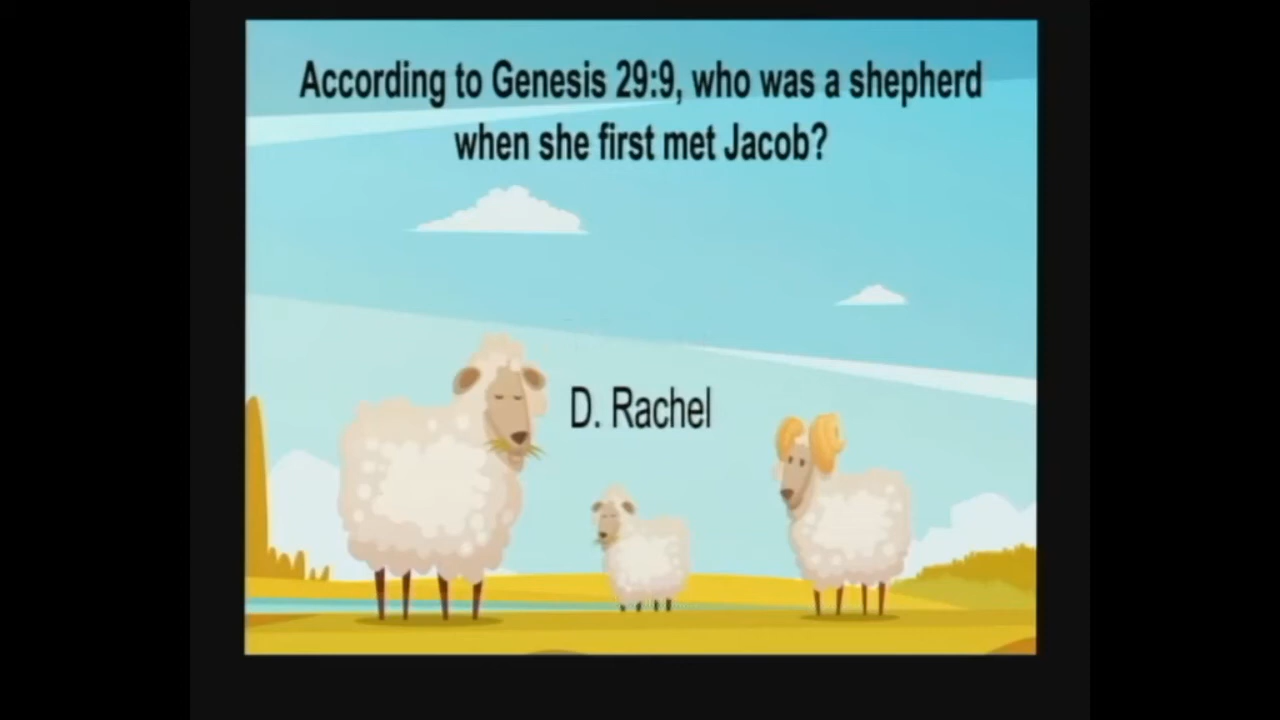 According to Genesis 29:9, who was a shepherd
when she first met Jacob?
D. Rachel